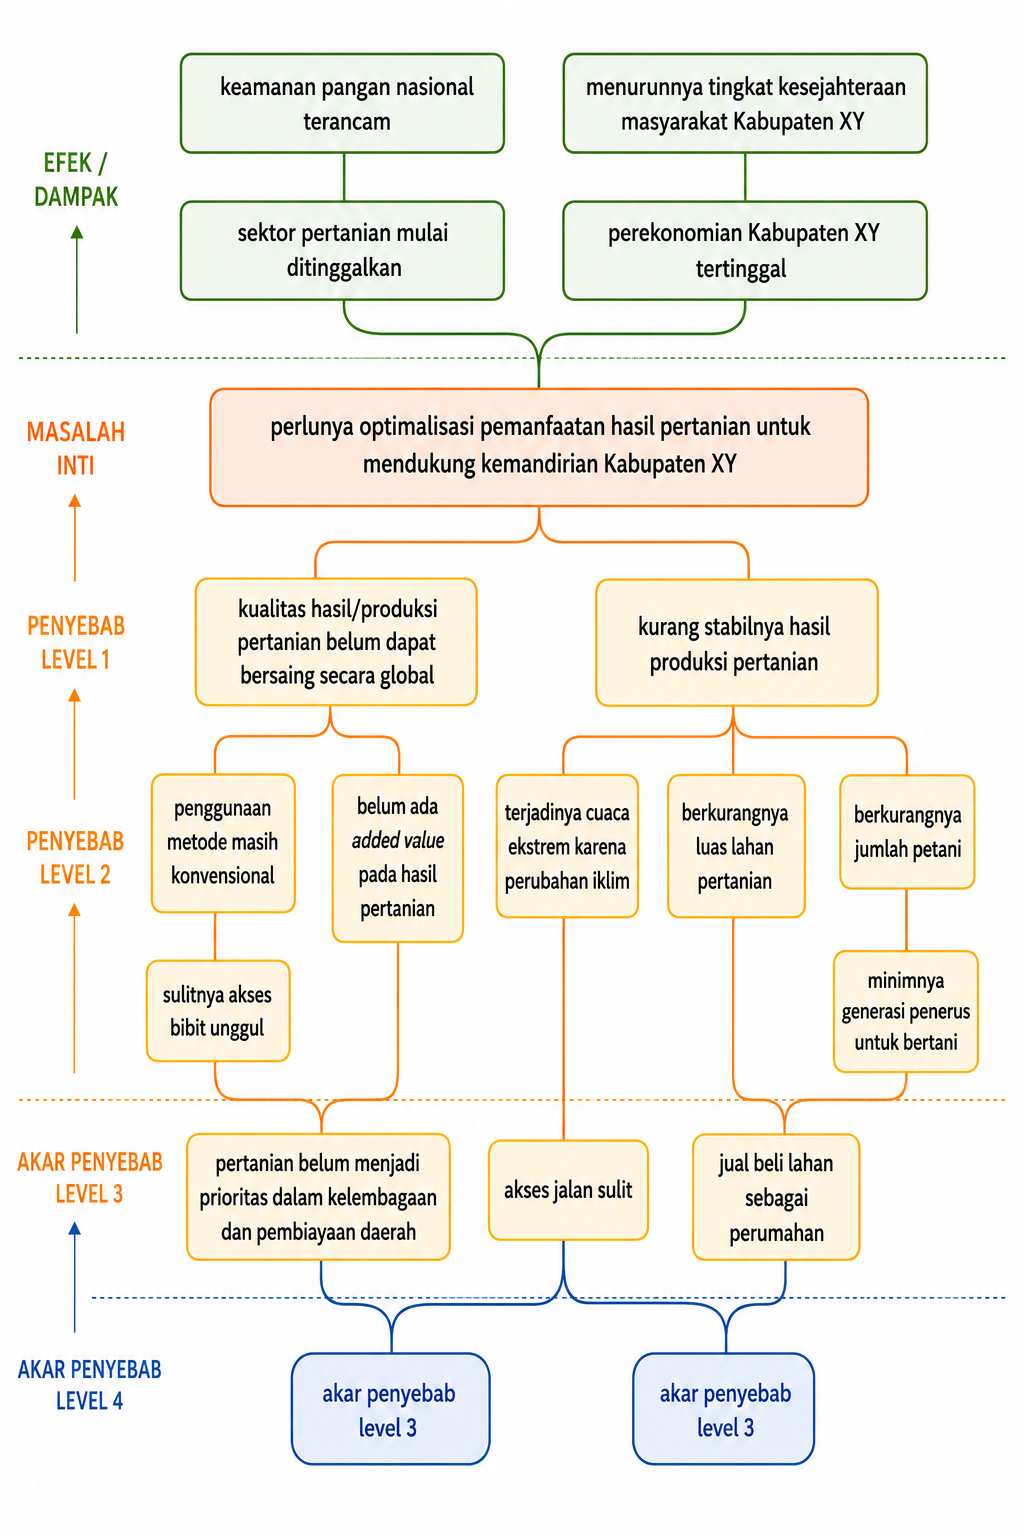 keamanan pangan nasional
terancam
menurunnya tingkat kesejahteraan
masyarakat Kabupaten XY
EFEK /
DAMPAK
sektor pertanian mulai
ditinggalkan
perekonomian Kabupaten XY
tertinggal
MASALAH
INTI
perlunya optimalisasi pemanfaatan hasil pertanian untuk
mendukung kemandirian Kabupaten XY
PENYEBAB
LEVEL 1
kualitas hasil/produksi
pertanian belum dapat
bersaing secara global
kurang stabilnya hasil
produksi pertanian
PENYEBAB
LEVEL 2
penggunaan
metode masih
konvensional
belum ada
added value
pada hasil
pertanian
terjadinya cuaca
ekstrem karena
perubahan iklim
berkurangnya
luas lahan
pertanian
berkurangnya
jumlah petani
sulitnya akses
bibit unggul
minimnya
generasi penerus
untuk bertani
AKAR PENYEBAB
LEVEL 3
pertanian belum menjadi
prioritas dalam kelembagaan
dan pembiayaan daerah
akses jalan sulit
jual beli lahan
sebagai
perumahan
AKAR PENYEBAB
LEVEL 4
akar penyebab
level 3
akar penyebab
level 3